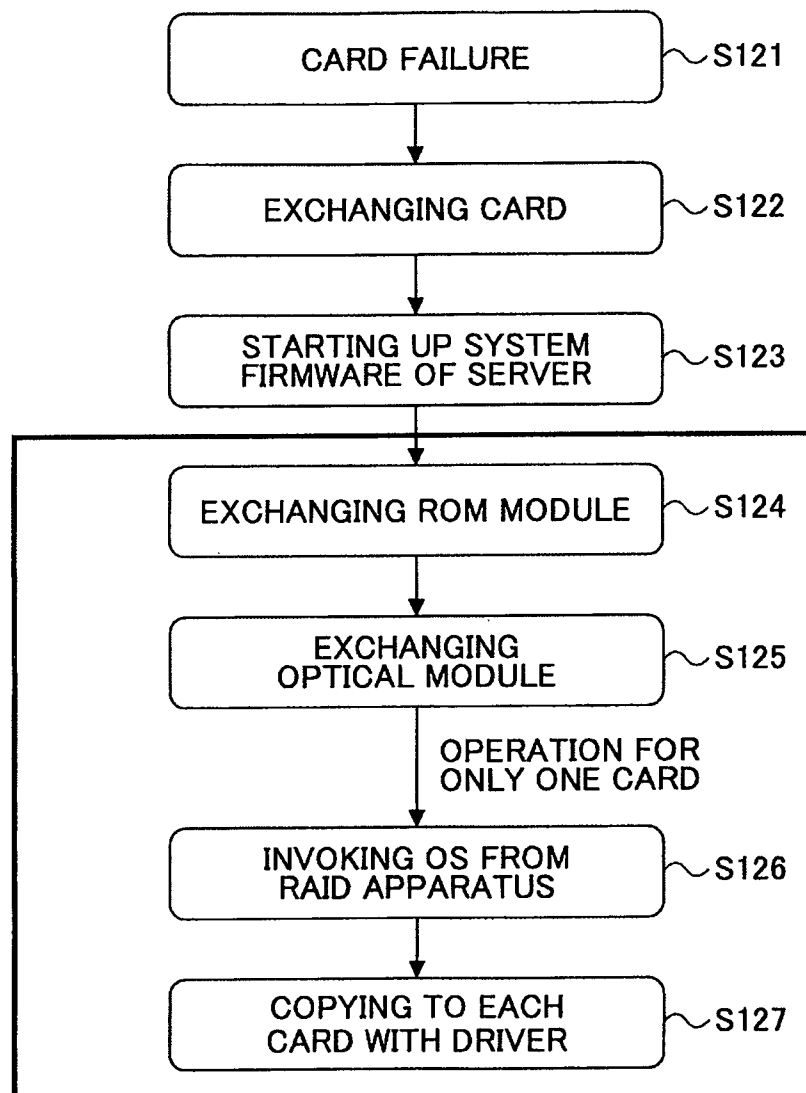 CARD FAILURE
S121
EXCHANGING CARD
S122
STARTING UP SYSTEM
FIRMWARE OF SERVER
S123
EXCHANGING ROM MODULE
S124
EXCHANGING
OPTICAL MODULE
S125
OPERATION FOR
ONLY ONE CARD
INVOKING OS FROM
RAID APPARATUS
S126
COPYING TO EACH
CARD WITH DRIVER
S127